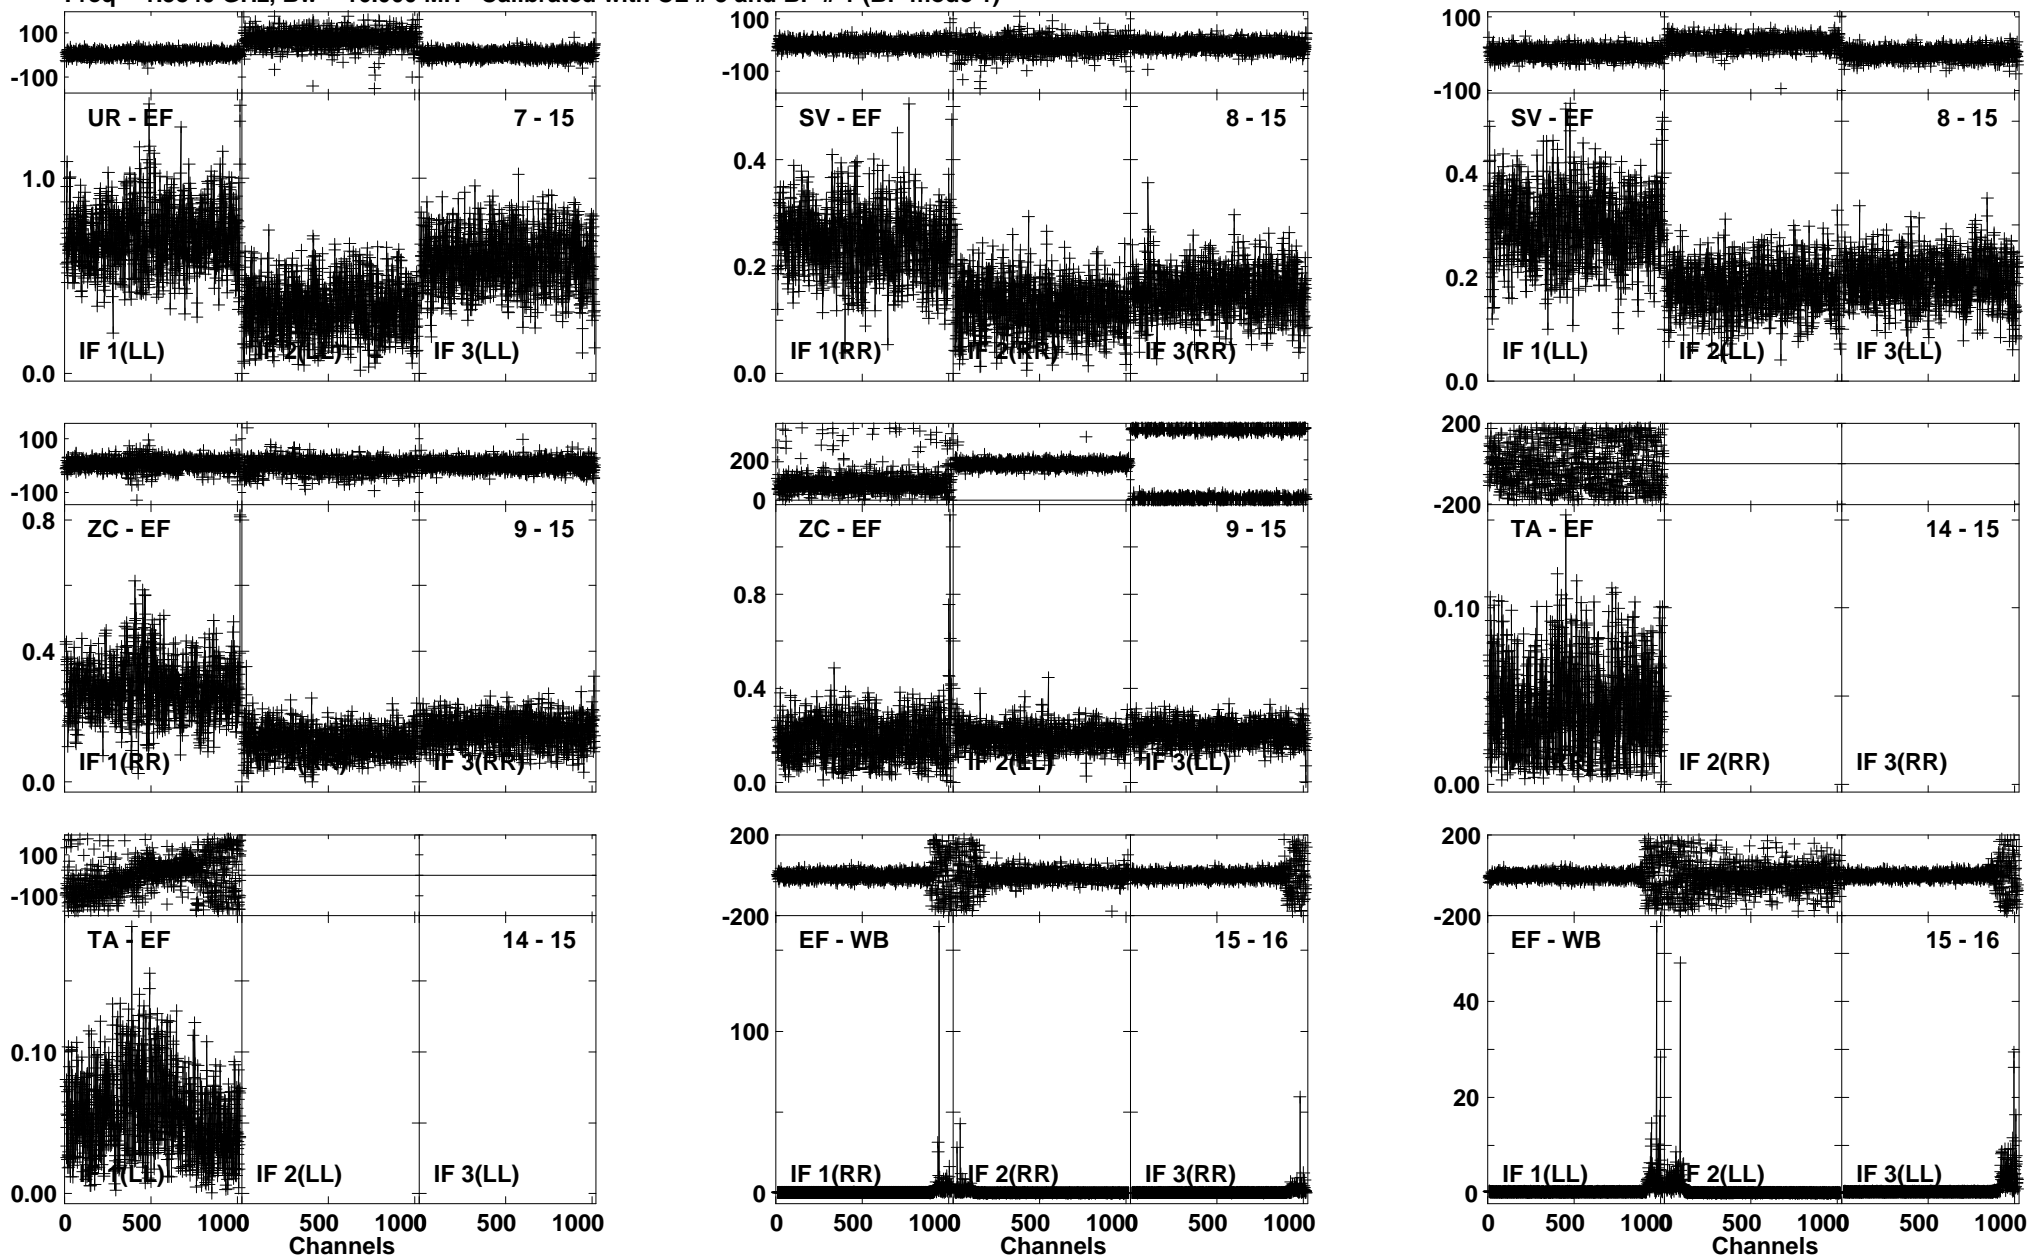 100
-100
UR - EF 7 - 15
1.0
0.0
IF 1(LL) IF 2(LL) IF 3(LL)
100
-100
SV - EF 8 - 15
0.4
0.2
0.0
IF 1(RR) IF 2(RR) IF 3(RR)
100
-100
SV - EF 8 - 15
0.4
0.2
0.0
IF 1(LL) IF 2(LL) IF 3(LL)
100
-100
ZC - EF 9 - 15
0.8
0.4
0.0
IF 1(RR) IF 3(RR)
200
0
ZC - EF 9 - 15
0.8
0.4
0.0
IF 2(LL) IF 3(LL)
200
-200
TA - EF 14 - 15
0.10
0.00
IF 2(RR) IF 3(RR)
100
-100
TA - EF 14 - 15
0.10
0.00
IF 1(LL) IF 2(LL) IF 3(LL)
0 500 1000 500 1000 500 1000
Channels
200
-200
EF - WB 15 - 16
100
0
IF 1(RR) IF 2(RR) IF 3(RR)
0 500 1000 500 1000 500 1000
Channels
200
-200
EF - WB 15 - 16
40
20
0
IF 1(LL) F 2(LL) IF 3(LL)
0 500 1000 500 1000 500 1000